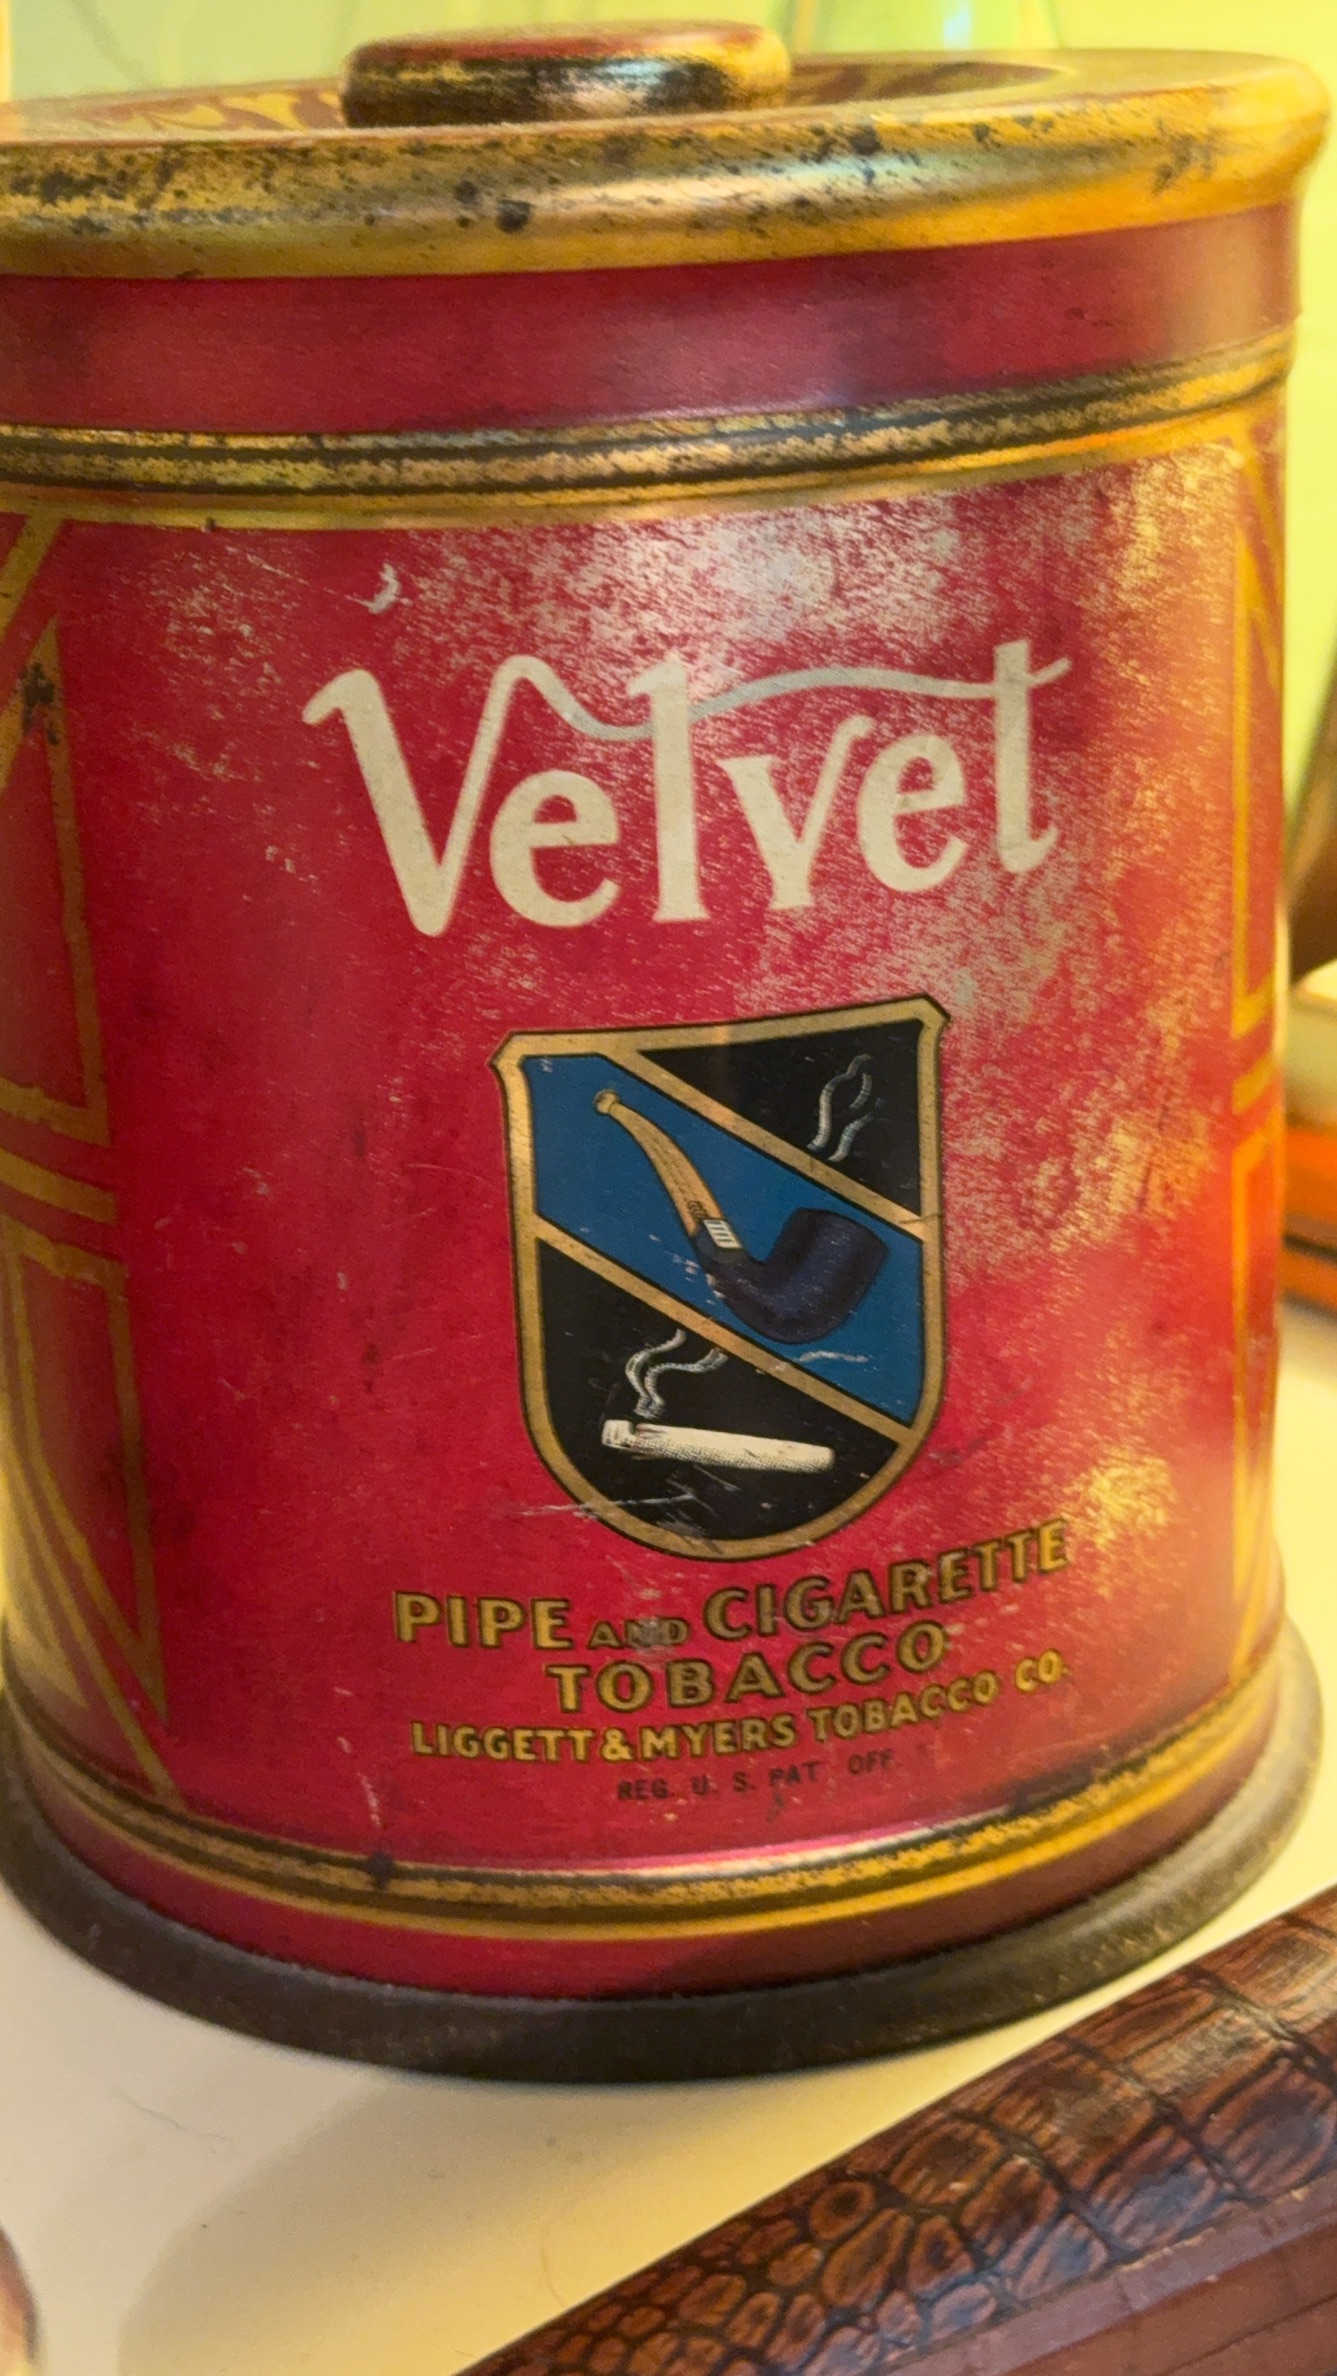 Velvet
PIPE AND CIGARETTE
TOBACCO
LIGGETT & MYERS TOBACCO CO.
REG. U. S. PAT. OFF.